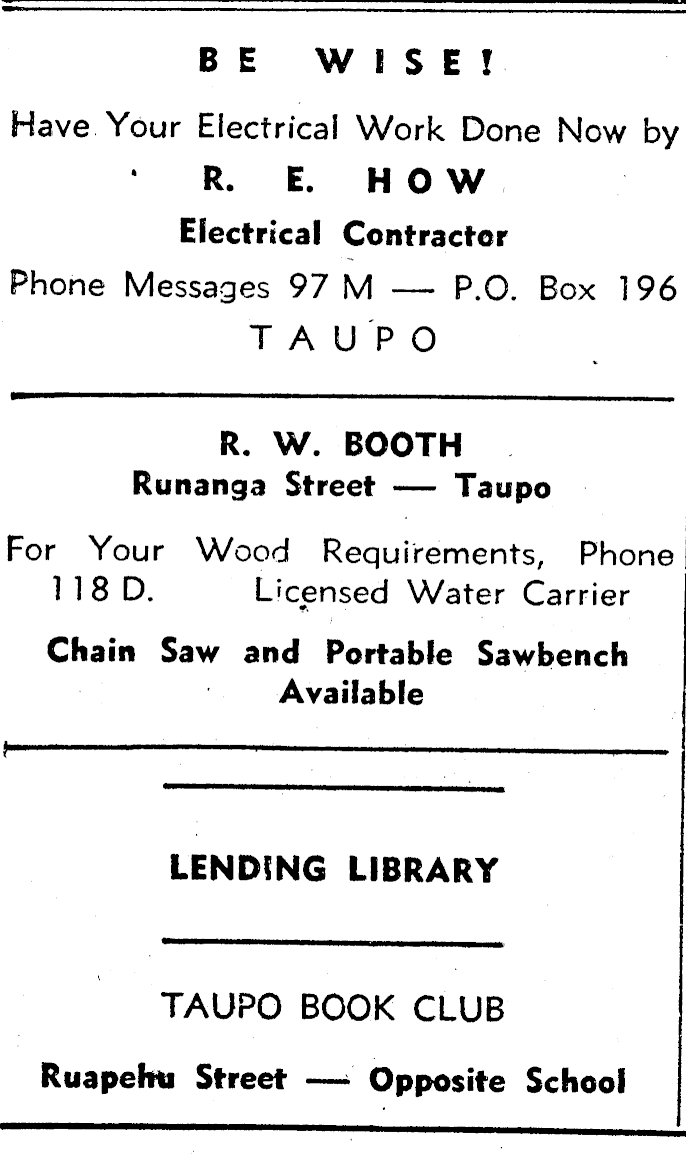 BE WISE!
Have Your Electrical Work Done Now by
R. E. HOW
Electrical Contractor
Phone Messages 97 M — P.O. Box 196
TAUPO
R. W. BOOTH
Runanga Street — Taupo
For Your Wood Requirements, Phone
118 D. Licensed Water Carrier
Chain Saw and Portable Sawbench
Available
LENDING LIBRARY
TAUPO BOOK CLUB
Ruapehu Street — Opposite School